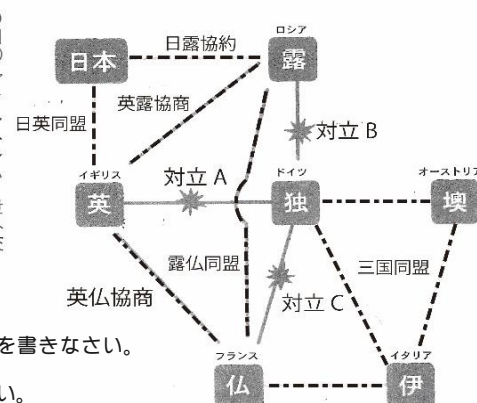 日露協約
ロシア
日本
露
英露協商
日英同盟
対立 B
イギリス
対立 A
ドイツ
オーストリア
英
独
墺
露仏同盟
三国同盟
英仏協商
対立 C
を書きなさい。
フランス
イタリア
い。
仏
伊